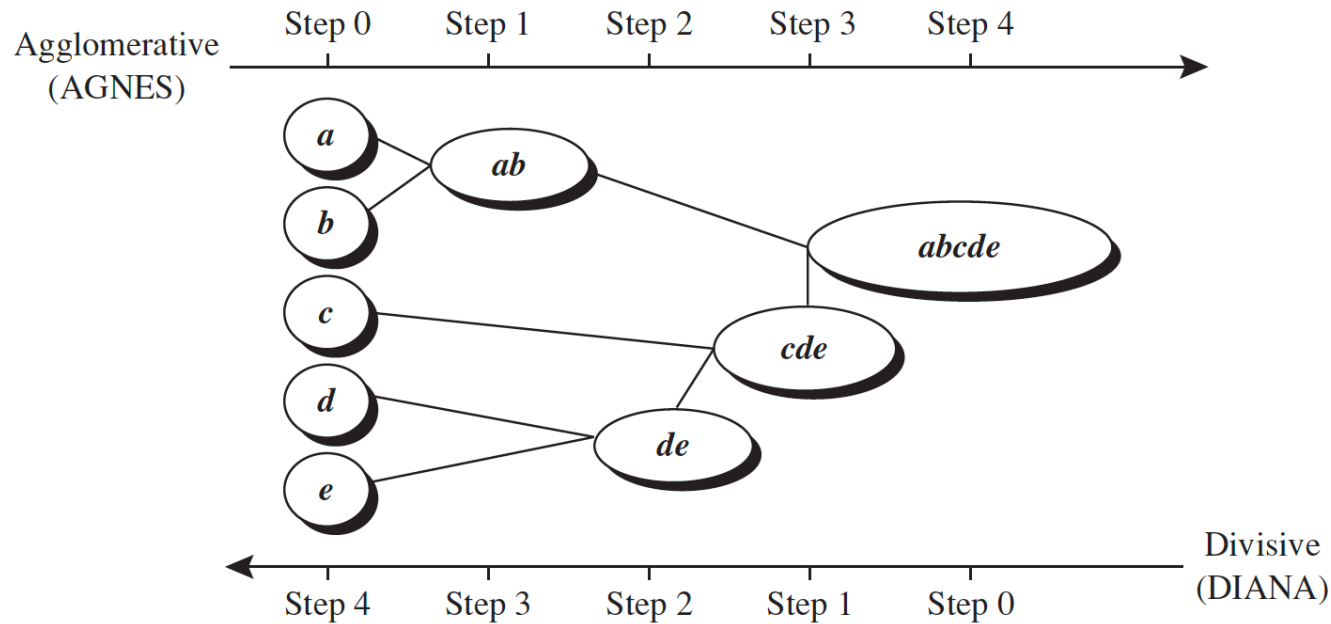 Step 0 Step 1 Step 2 Step 3 Step 4
Agglomerative
(AGNES)
a
ab
b
abcde
c
cde
d
de
e
Divisive
(DIANA)
Step 4 Step 3 Step 2 Step 1 Step 0